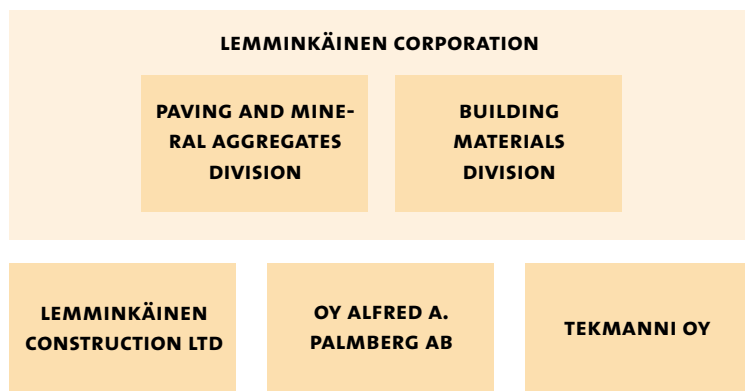 LEMMINKÄINEN CORPORATION
PAVING AND MINE-
RAL AGGREGATES
DIVISION
BUILDING
MATERIALS
DIVISION
LEMMINKÄINEN
CONSTRUCTION LTD
OY ALFRED A.
PALMBERG AB
TEKMANNI OY